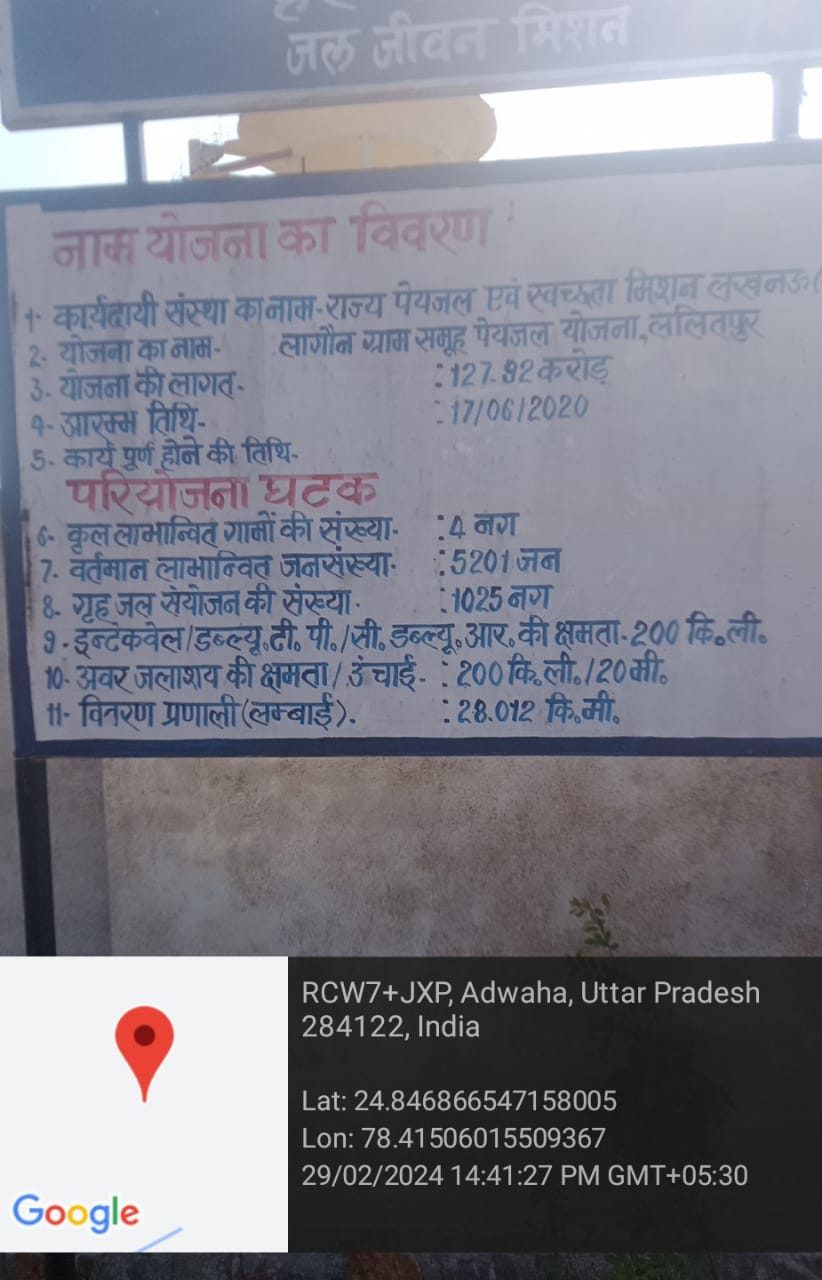 जल जीवन मिशन
नाम योजना का विवरण
1. कार्यदायी संस्था का नाम-राज्य पेयजल एवं स्वच्छता मिशन लखनऊ(
2. योजना का नाम- लागौन ग्राम समूह पेयजल योजना, ललितपुर
3. योजना की लागत- :127.92 करोड़
4- आरम्भ तिथि- :17/06/2020
5. कार्य पुर्ण होने की तिथि-
परियोजना घटक
6- कुल लाभान्वित गामों की संख्या- :4 नग
7. वर्तमान लाभान्वित जनसंख्या- :5201 जन
8. गृह जल संयोजन की संख्या- :1025 नग
9. इन्टकवेल/डब्ल्यू.टी. पी./सी. डब्ल्यू. आर. की क्षमता-200 कि.ली.
10- अवर जलाशय की क्षमता/उंचाई- :200 कि.ली./20मी.
11- वितरण प्रणाली(लम्बाई). :28.012 कि.मी.
RCW7+JXP, Adwaha, Uttar Pradesh
284122, India
Lat: 24.846866547158005
Lon: 78.41506015509367
29/02/2024 14:41:27 PM GMT+05:30
Google